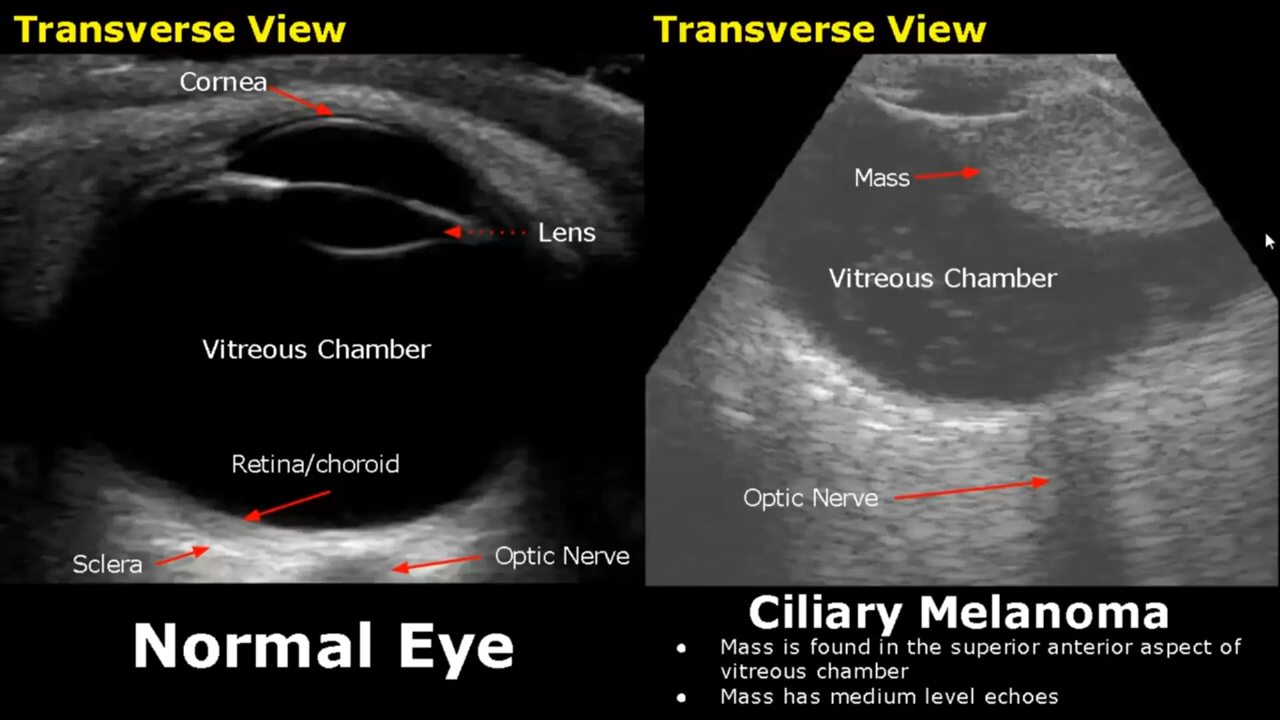 Transverse View
Cornea
Lens
Vitreous Chamber
Retina/choroid
Sclera
Optic Nerve
Normal Eye
Transverse View
Mass
Vitreous Chamber
Optic Nerve
Ciliary Melanoma
• Mass is found in the superior anterior aspect of
vitreous chamber
• Mass has medium level echoes